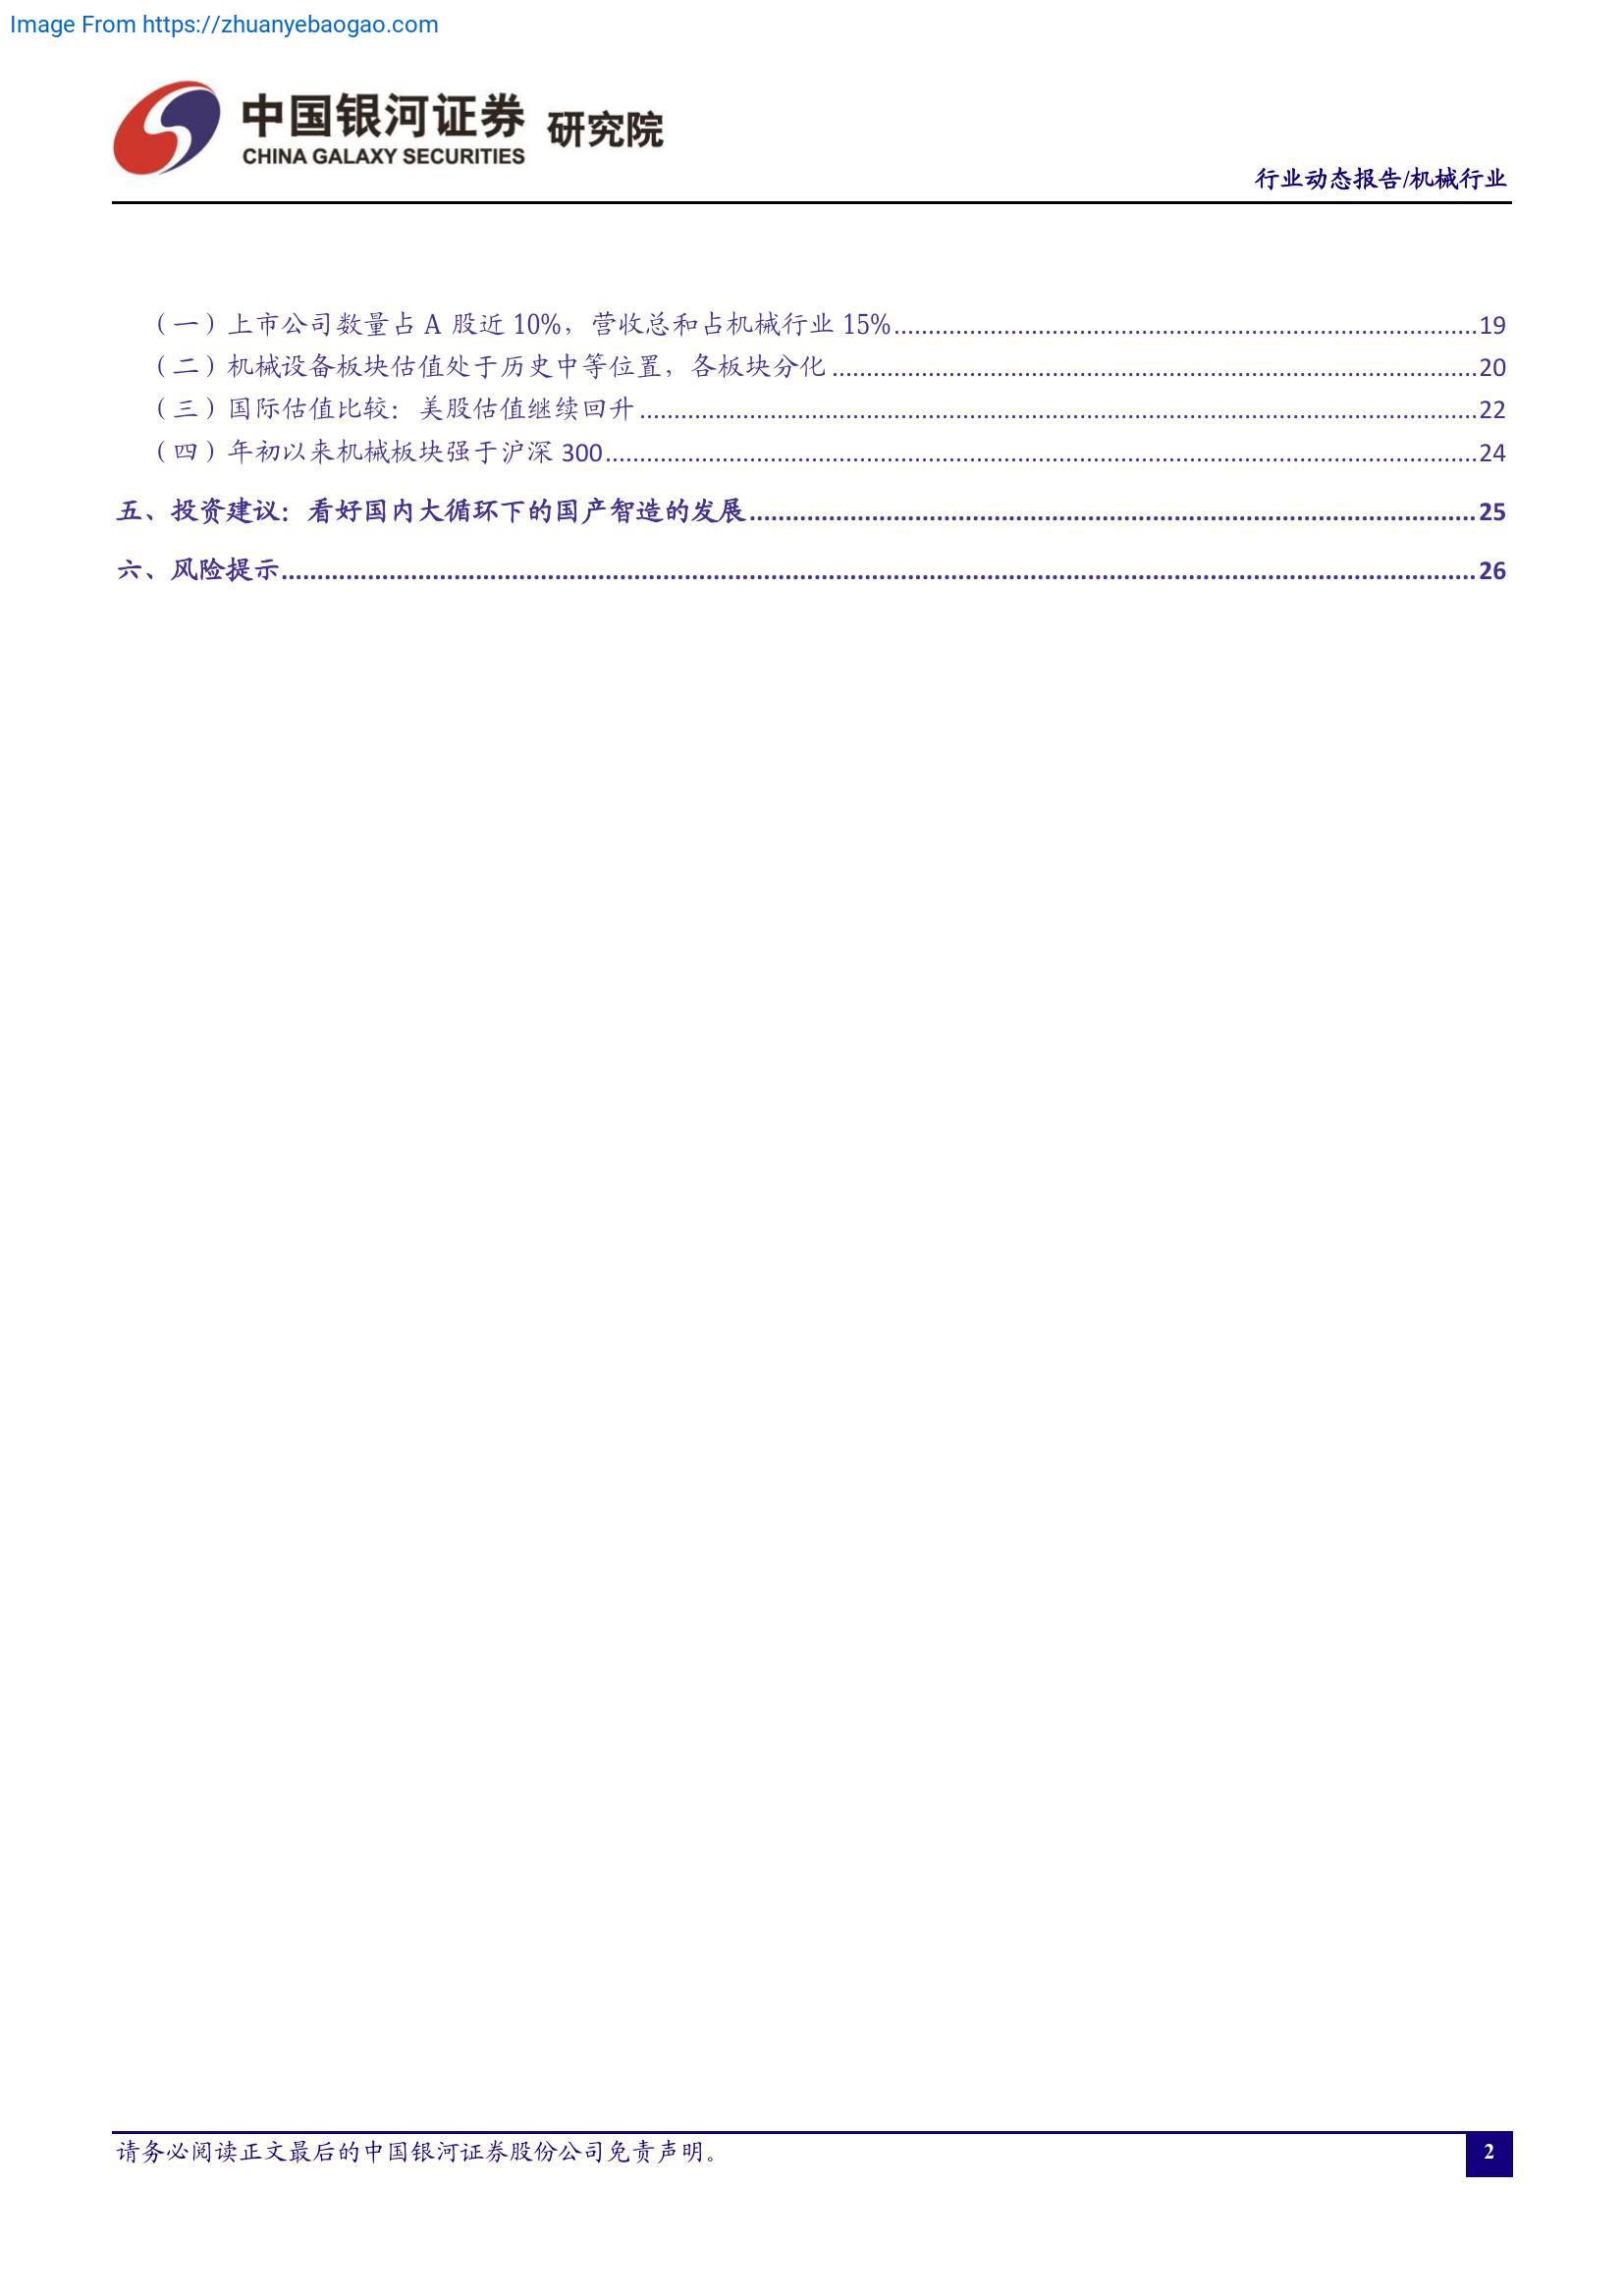 Image From https://zhuanyebaogao.com
中国银河证券 研究院
CHINA GALAXY SECURITIES
行业动态报告/机械行业
（一）上市公司数量占 A 股近 10%，营收总和占机械行业 15%........................19
（二）机械设备板块估值处于历史中等位置，各板块分化........................20
（三）国际估值比较：美股估值继续回升........................22
（四）年初以来机械板块强于沪深 300........................24
五、投资建议：看好国内大循环下的国产智造的发展........................25
六、风险提示........................26
请务必阅读正文最后的中国银河证券股份公司免责声明。
2